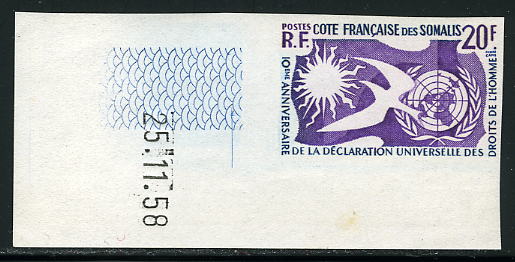 POSTES
R.F.
COTE FRANÇAISE DES SOMALIS
20F
10ÈME ANNIVERSAIRE
DE LA DÉCLARATION UNIVERSELLE DES
DROITS DE L'HOMME
25.11.58